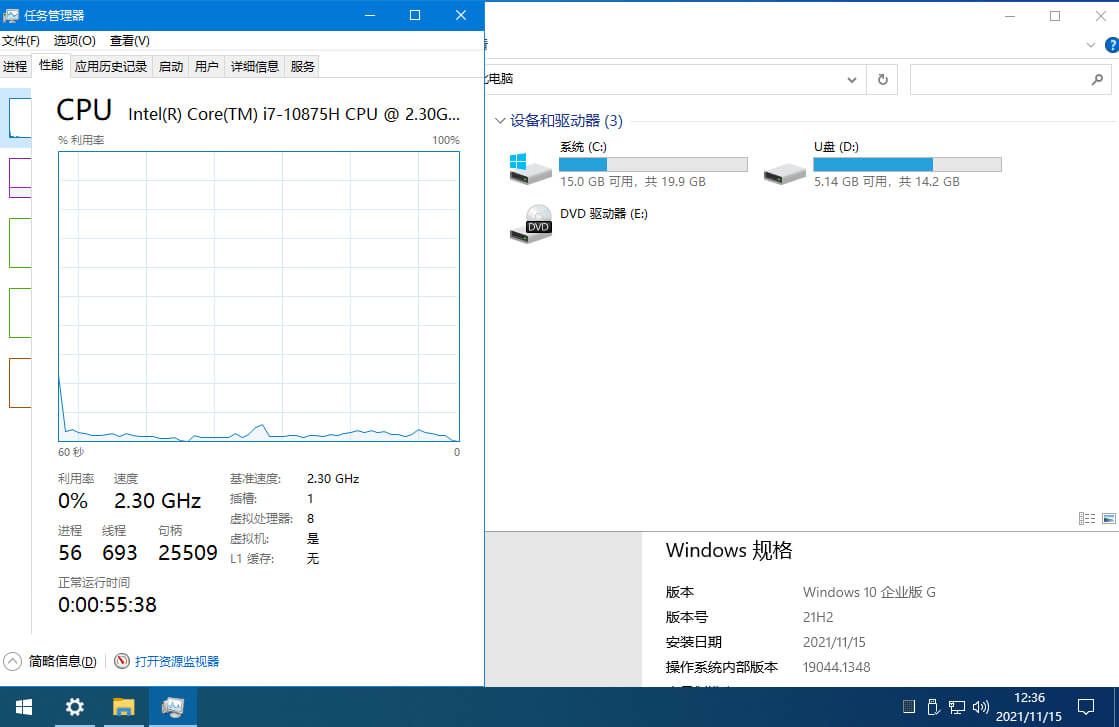 任务管理器
文件(F) 选项(O) 查看(V)
进程 性能 应用历史记录 启动 用户 详细信息 服务
CPU Intel(R) Core(TM) i7-10875H CPU @ 2.30G...
% 利用率 100%
60 秒 0
利用率 速度
0% 2.30 GHz
进程 线程 句柄
56 693 25509
正常运行时间
0:00:55:38
基准速度: 2.30 GHz
插槽: 1
虚拟处理器: 8
虚拟机: 是
L1 缓存: 无
简略信息(D) 打开资源监视器
电脑
设备和驱动器 (3)
系统 (C:)
15.0 GB 可用，共 19.9 GB
U盘 (D:)
5.14 GB 可用，共 14.2 GB
DVD 驱动器 (E:)
DVD
Windows 规格
版本 Windows 10 企业版 G
版本号 21H2
安装日期 2021/11/15
操作系统内部版本 19044.1348
12:36
2021/11/15